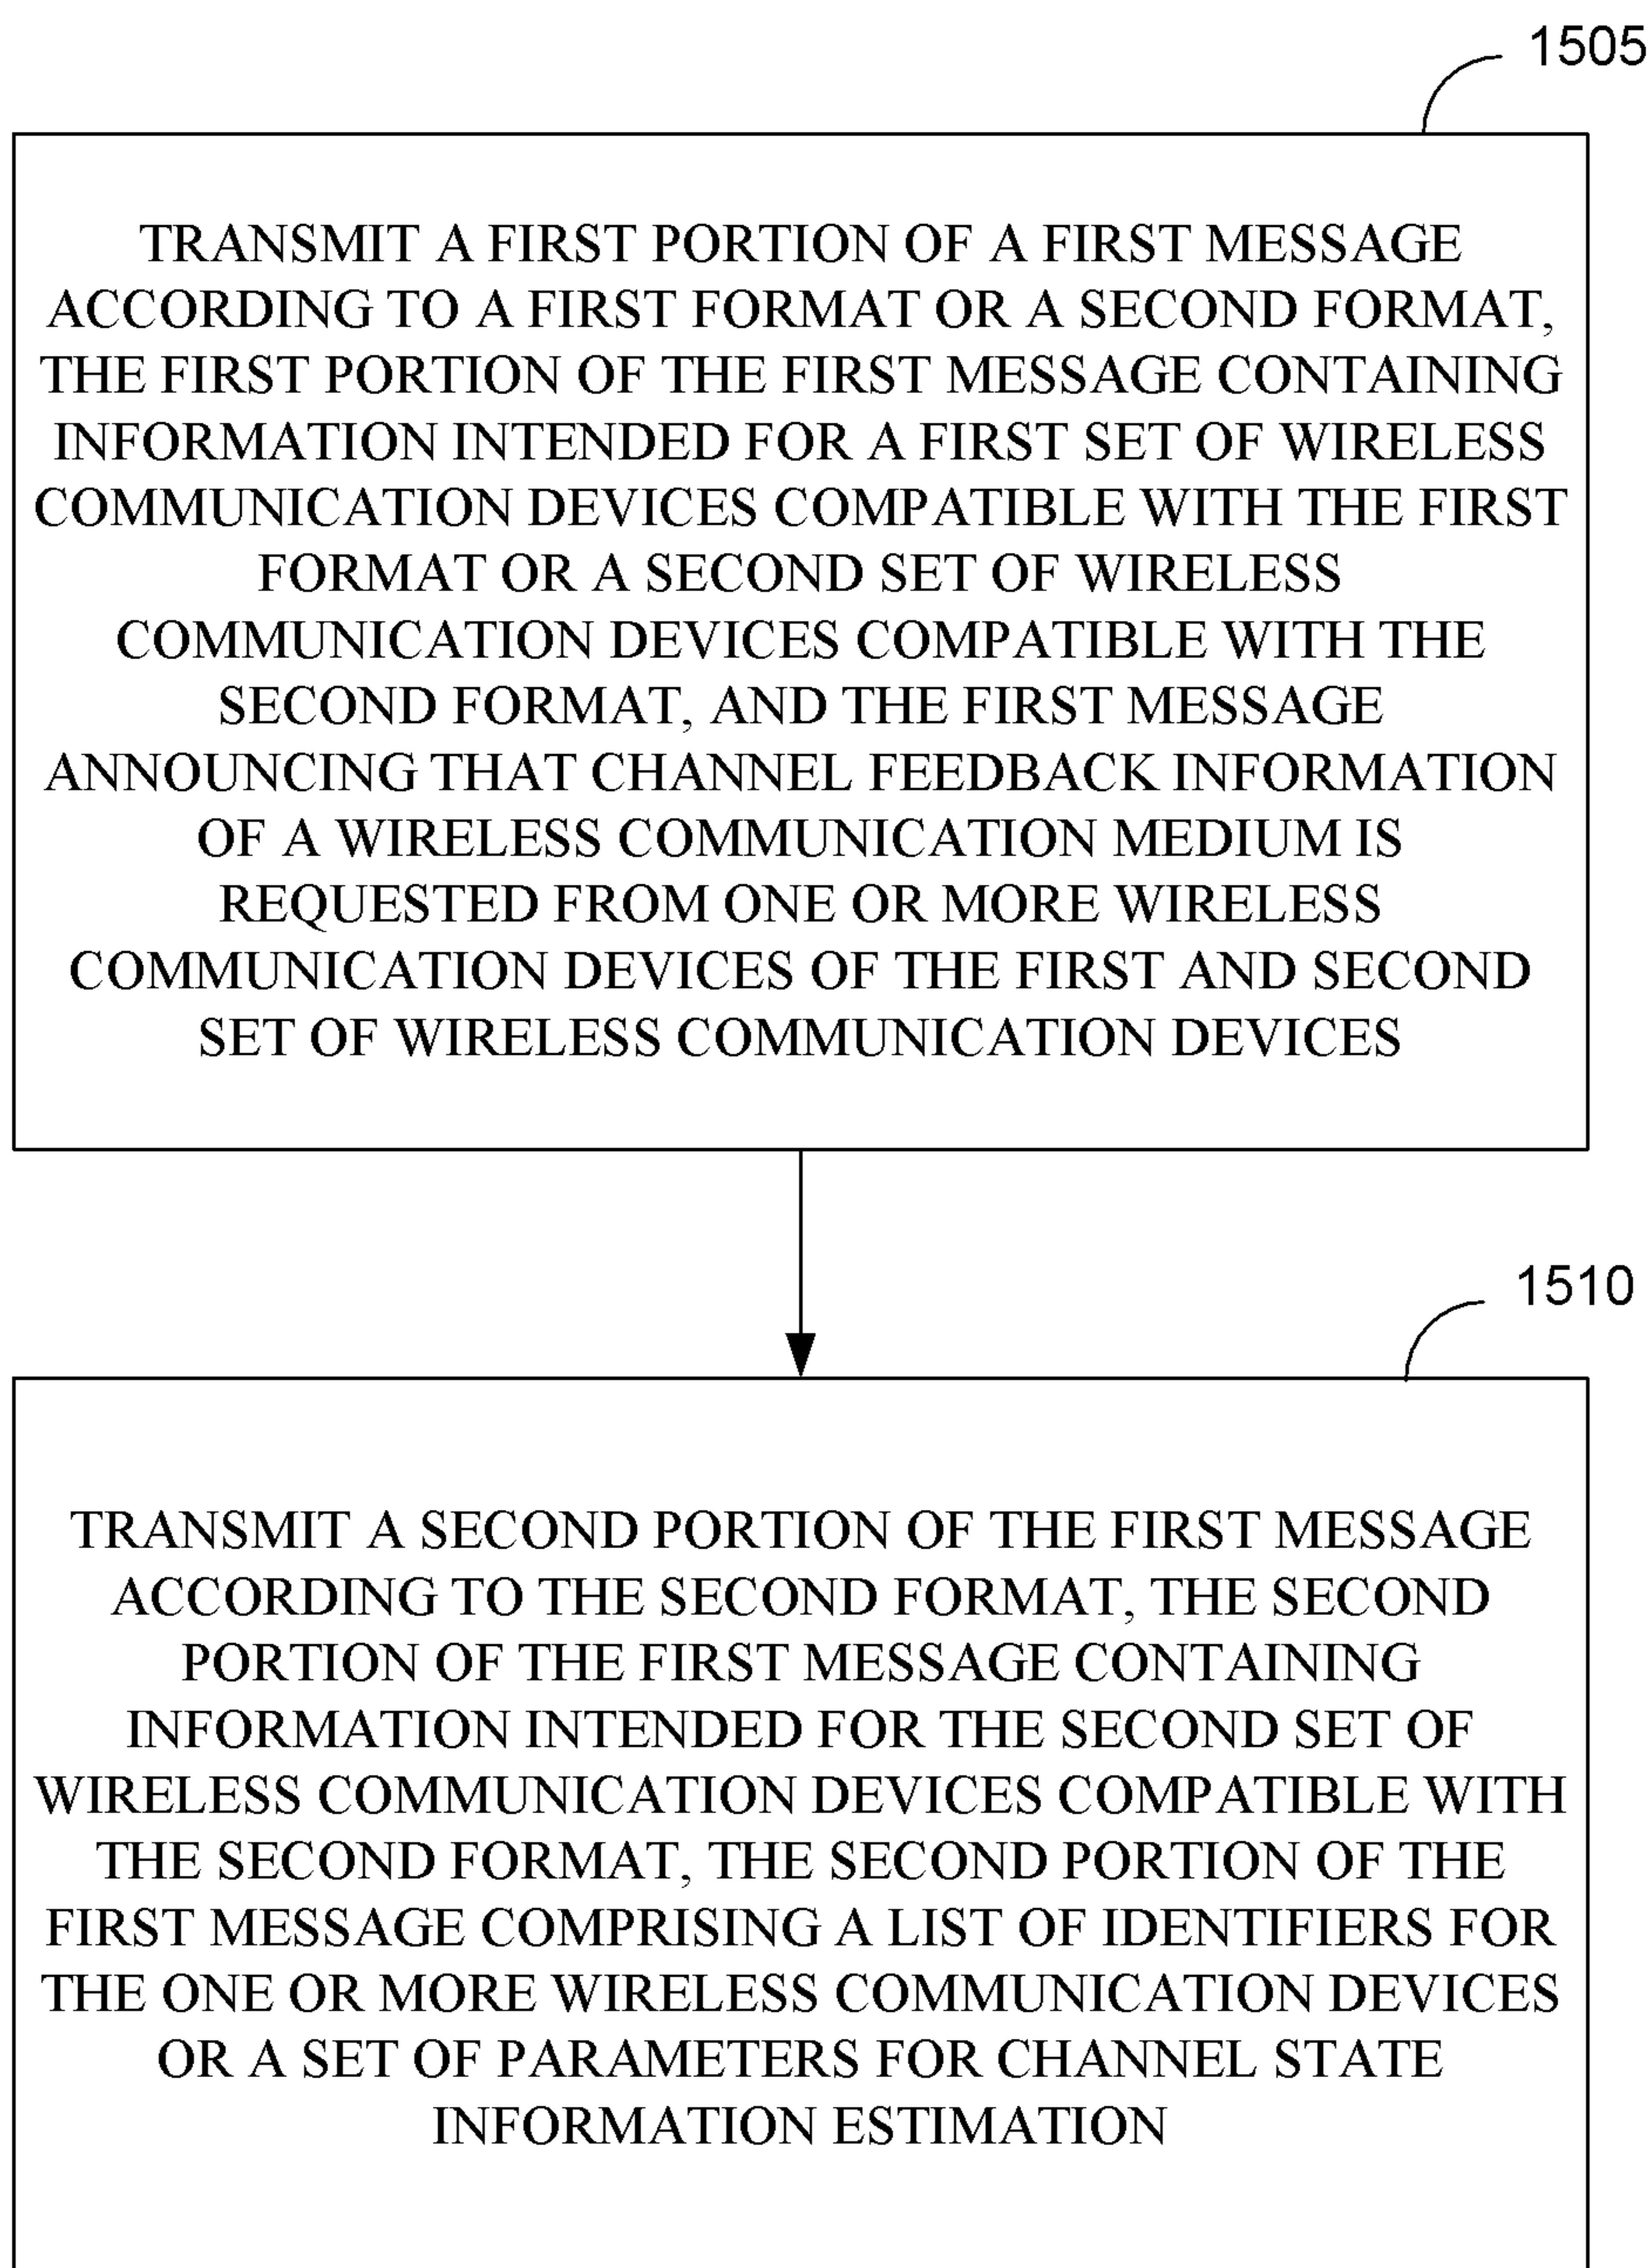 1505
TRANSMIT A FIRST PORTION OF A FIRST MESSAGE
ACCORDING TO A FIRST FORMAT OR A SECOND FORMAT,
THE FIRST PORTION OF THE FIRST MESSAGE CONTAINING
INFORMATION INTENDED FOR A FIRST SET OF WIRELESS
COMMUNICATION DEVICES COMPATIBLE WITH THE FIRST
FORMAT OR A SECOND SET OF WIRELESS
COMMUNICATION DEVICES COMPATIBLE WITH THE
SECOND FORMAT, AND THE FIRST MESSAGE
ANNOUNCING THAT CHANNEL FEEDBACK INFORMATION
OF A WIRELESS COMMUNICATION MEDIUM IS
REQUESTED FROM ONE OR MORE WIRELESS
COMMUNICATION DEVICES OF THE FIRST AND SECOND
SET OF WIRELESS COMMUNICATION DEVICES
1510
TRANSMIT A SECOND PORTION OF THE FIRST MESSAGE
ACCORDING TO THE SECOND FORMAT, THE SECOND
PORTION OF THE FIRST MESSAGE CONTAINING
INFORMATION INTENDED FOR THE SECOND SET OF
WIRELESS COMMUNICATION DEVICES COMPATIBLE WITH
THE SECOND FORMAT, THE SECOND PORTION OF THE
FIRST MESSAGE COMPRISING A LIST OF IDENTIFIERS FOR
THE ONE OR MORE WIRELESS COMMUNICATION DEVICES
OR A SET OF PARAMETERS FOR CHANNEL STATE
INFORMATION ESTIMATION